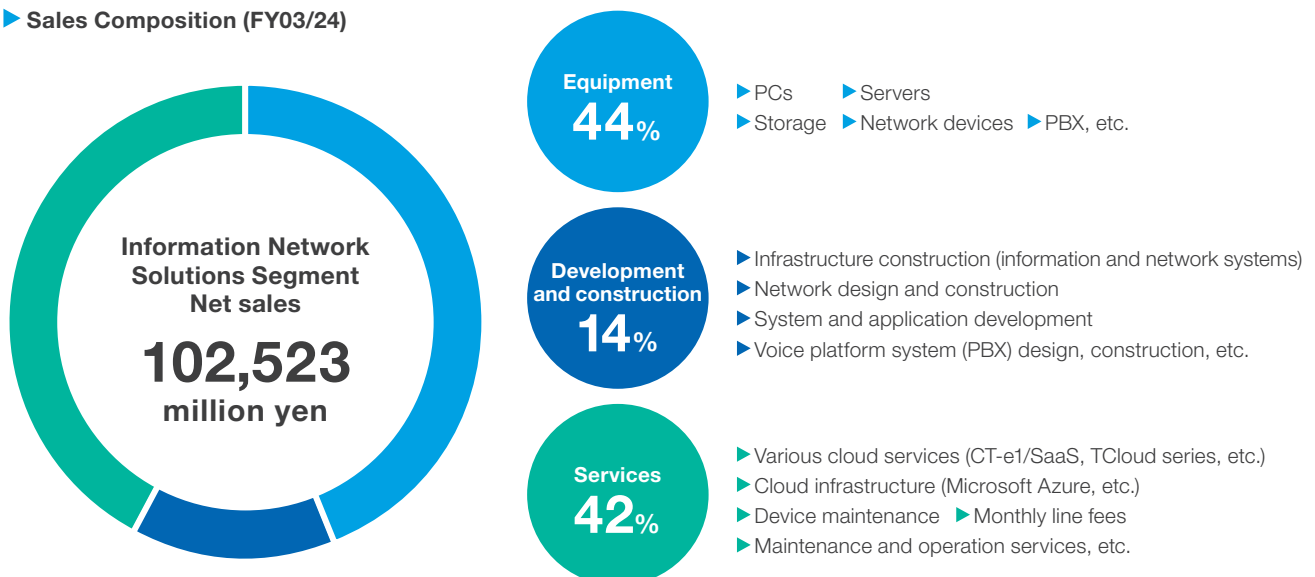 ▶ Sales Composition (FY03/24)
Information Network
Solutions Segment
Net sales
102,523
million yen
Equipment
44%
▶PCs ▶Servers
▶Storage ▶Network devices ▶PBX, etc.
Development
and construction
14%
▶Infrastructure construction (information and network systems)
▶Network design and construction
▶System and application development
▶Voice platform system (PBX) design, construction, etc.
Services
42%
▶Various cloud services (CT-e1/SaaS, TCloud series, etc.)
▶Cloud infrastructure (Microsoft Azure, etc.)
▶Device maintenance ▶Monthly line fees
▶Maintenance and operation services, etc.